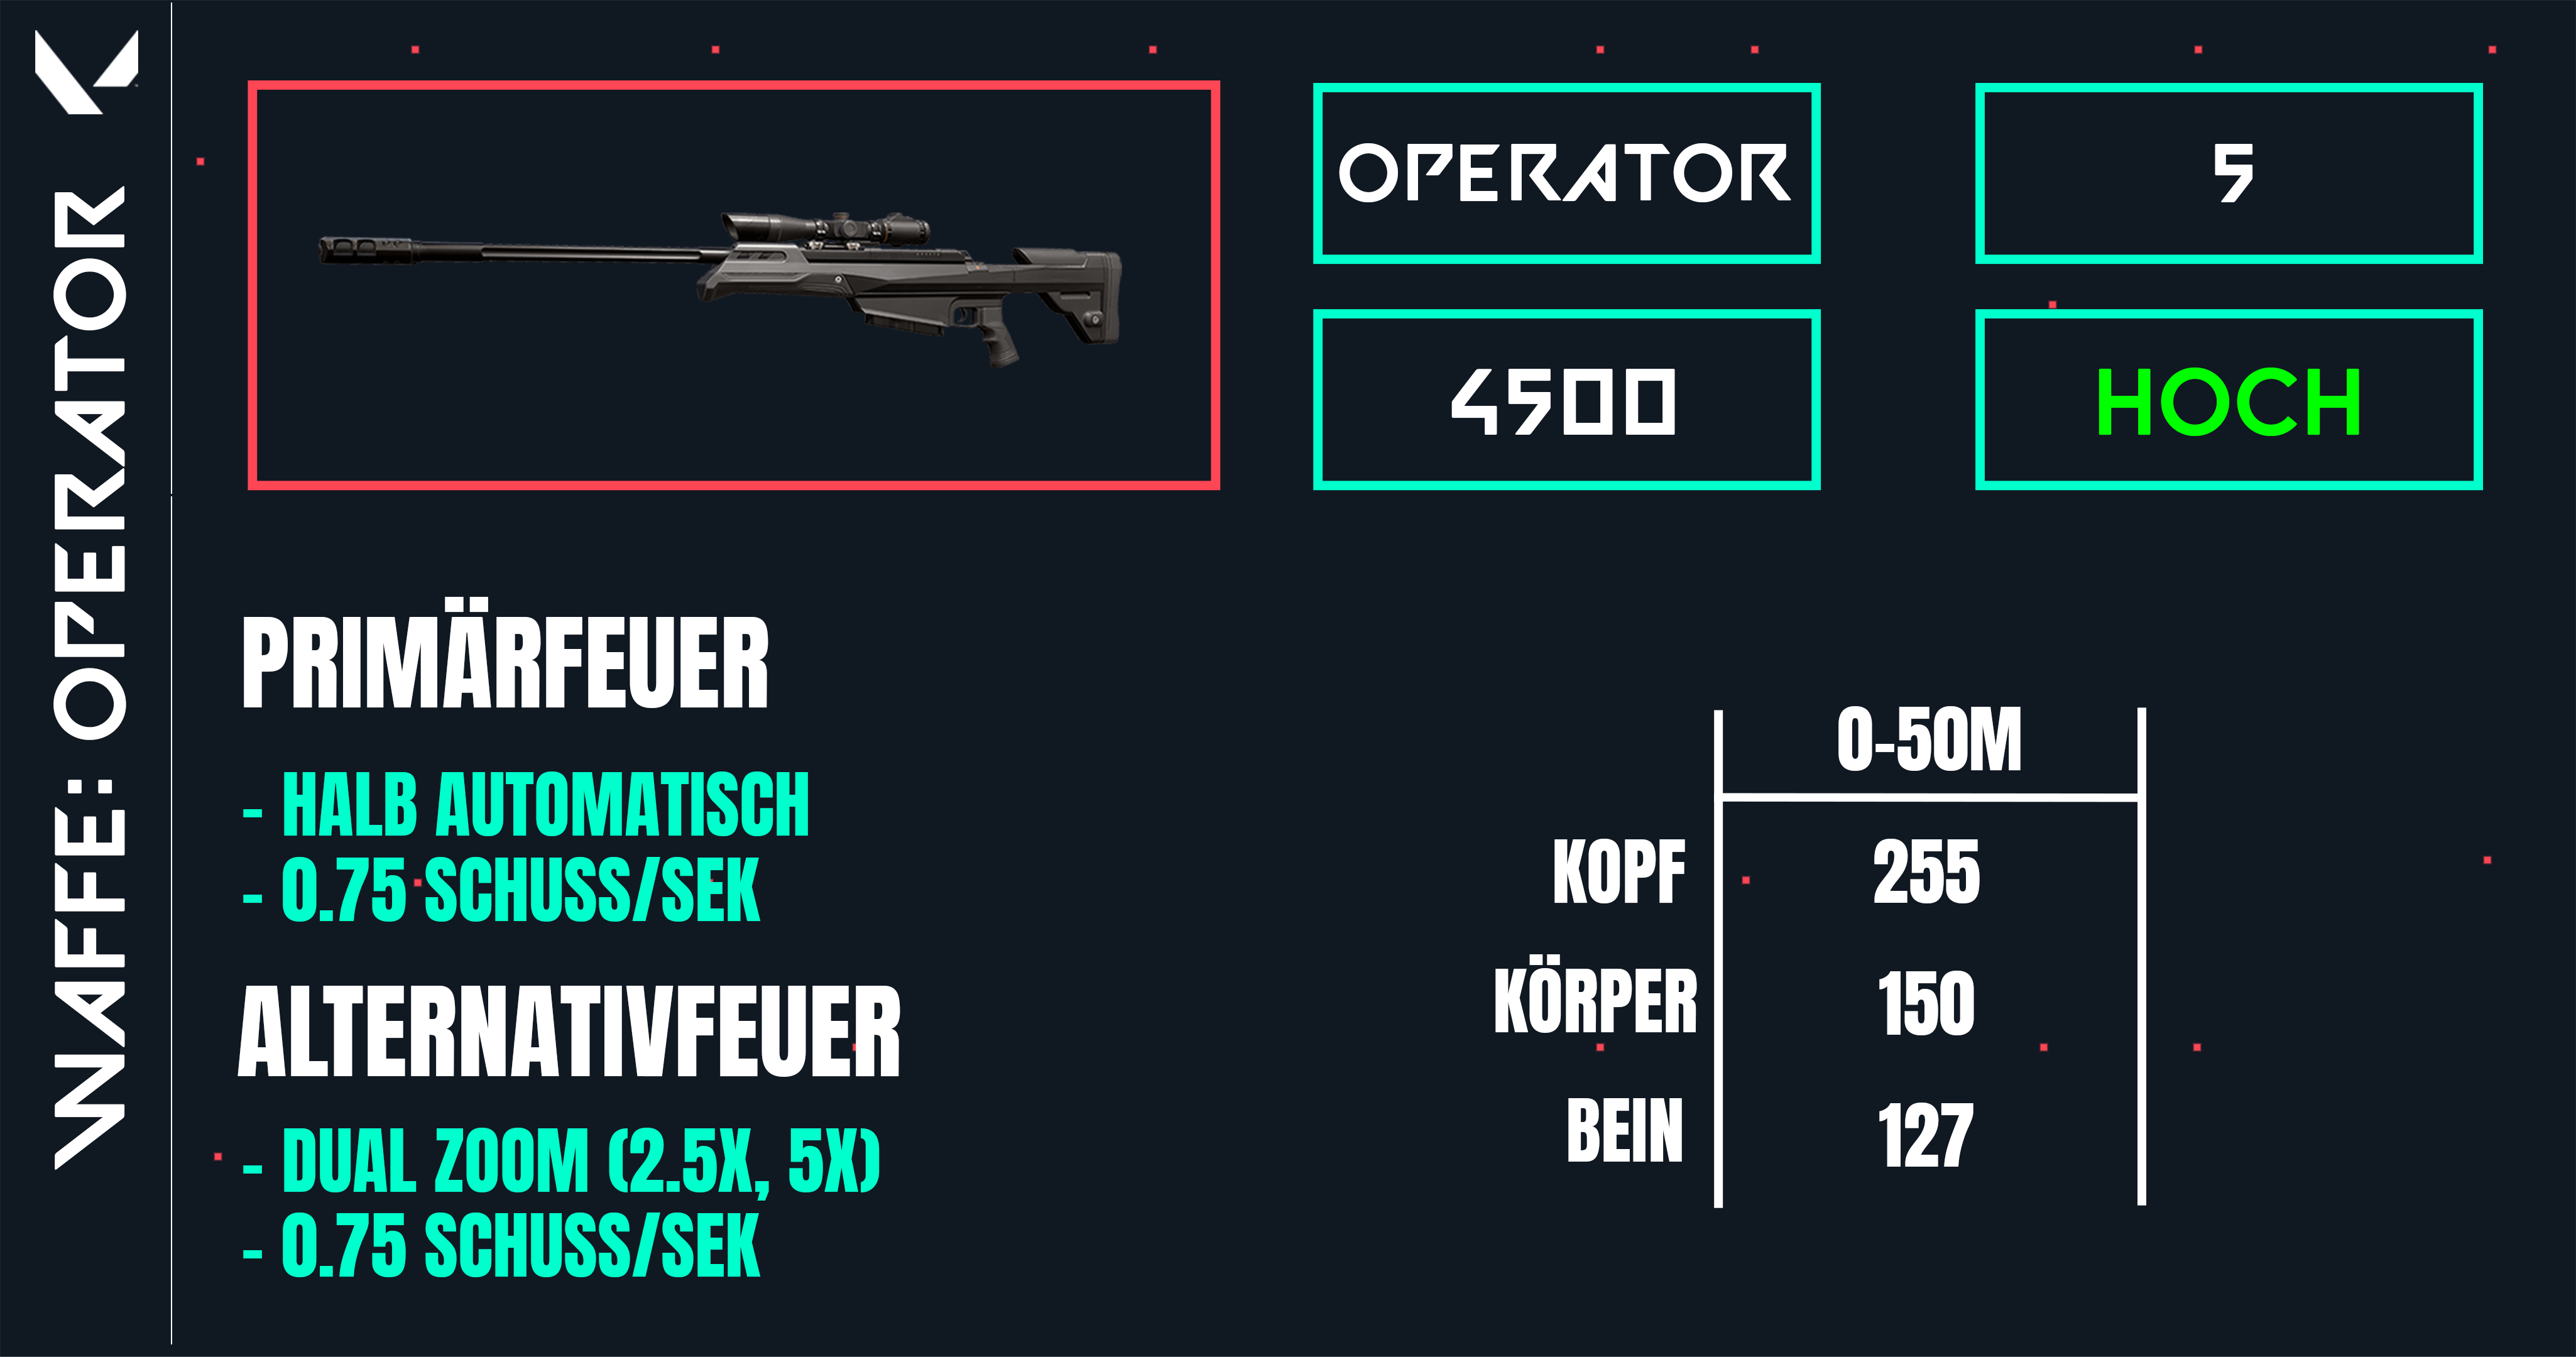 WAFFE: OPERATOR
OPERATOR
5
4500
HOCH
PRIMÄRFEUER
- HALB AUTOMATISCH
- 0.75 SCHUSS/SEK
ALTERNATIVFEUER
- DUAL ZOOM (2.5X, 5X)
- 0.75 SCHUSS/SEK
0-50M
KOPF 255
KÖRPER 150
BEIN 127